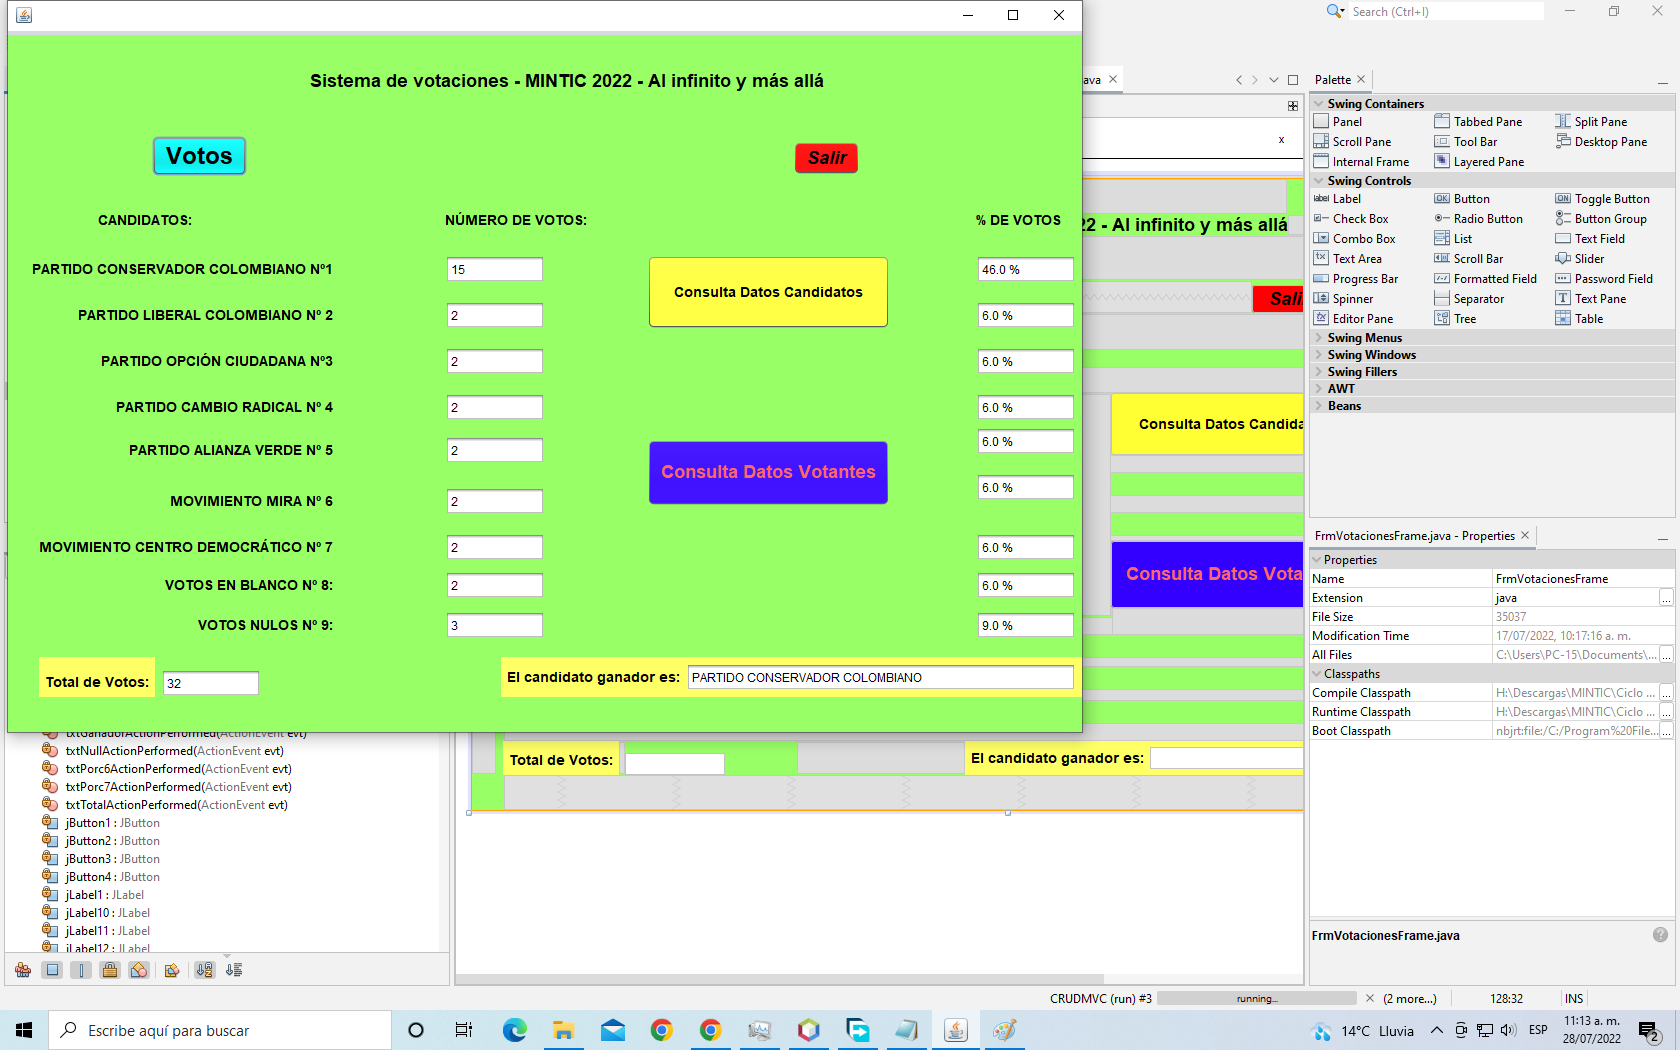 Search (Ctrl+I)
Sistema de votaciones - MINTIC 2022 - Al infinito y más allá
Votos
Salir
CANDIDATOS:
NÚMERO DE VOTOS:
% DE VOTOS
PARTIDO CONSERVADOR COLOMBIANO Nº1
15
46.0 %
Consulta Datos Candidatos
PARTIDO LIBERAL COLOMBIANO Nº 2
2
6.0 %
PARTIDO OPCIÓN CIUDADANA Nº3
2
6.0 %
PARTIDO CAMBIO RADICAL Nº 4
2
6.0 %
PARTIDO ALIANZA VERDE Nº 5
2
6.0 %
Consulta Datos Votantes
MOVIMIENTO MIRA Nº 6
2
6.0 %
MOVIMIENTO CENTRO DEMOCRÁTICO Nº 7
2
6.0 %
VOTOS EN BLANCO Nº 8:
2
6.0 %
VOTOS NULOS Nº 9:
3
9.0 %
Total de Votos:
32
El candidato ganador es:
PARTIDO CONSERVADOR COLOMBIANO
ava
x
22 - Al infinito y más allá
Sali
Consulta Datos Candida
Consulta Datos Vota
Total de Votos:
El candidato ganador es:
Palette
Swing Containers
Panel Tabbed Pane Split Pane
Scroll Pane Tool Bar Desktop Pane
Internal Frame Layered Pane
Swing Controls
label Label OK Button ON Toggle Button
Check Box Radio Button Button Group
Combo Box List Text Field
Text Area Scroll Bar Slider
Progress Bar Formatted Field Password Field
Spinner Separator Text Pane
Editor Pane Tree Table
Swing Menus
Swing Windows
Swing Fillers
AWT
Beans
FrmVotacionesFrame.java - Properties
Properties
Name FrmVotacionesFrame
Extension java ...
File Size 35037
Modification Time 17/07/2022, 10:17:16 a. m.
All Files C:\Users\PC-15\Documents\... ...
Classpaths
Compile Classpath H:\Descargas\MINTIC\Ciclo ... ...
Runtime Classpath H:\Descargas\MINTIC\Ciclo ... ...
Boot Classpath nbjrt:file:/C:/Program%20File... ...
FrmVotacionesFrame.java
txtGanadorActionPerformed(ActionEvent evt)
txtNullActionPerformed(ActionEvent evt)
txtPorc6ActionPerformed(ActionEvent evt)
txtPorc7ActionPerformed(ActionEvent evt)
txtTotalActionPerformed(ActionEvent evt)
jButton1 : JButton
jButton2 : JButton
jButton3 : JButton
jButton4 : JButton
jLabel1 : JLabel
jLabel10 : JLabel
jLabel11 : JLabel
jLabel12 : JLabel
CRUDMVC (run) #3
running...
(2 more...)
128:32
INS
Escribe aquí para buscar
14°C Lluvia
ESP
11:13 a. m.
28/07/2022
2